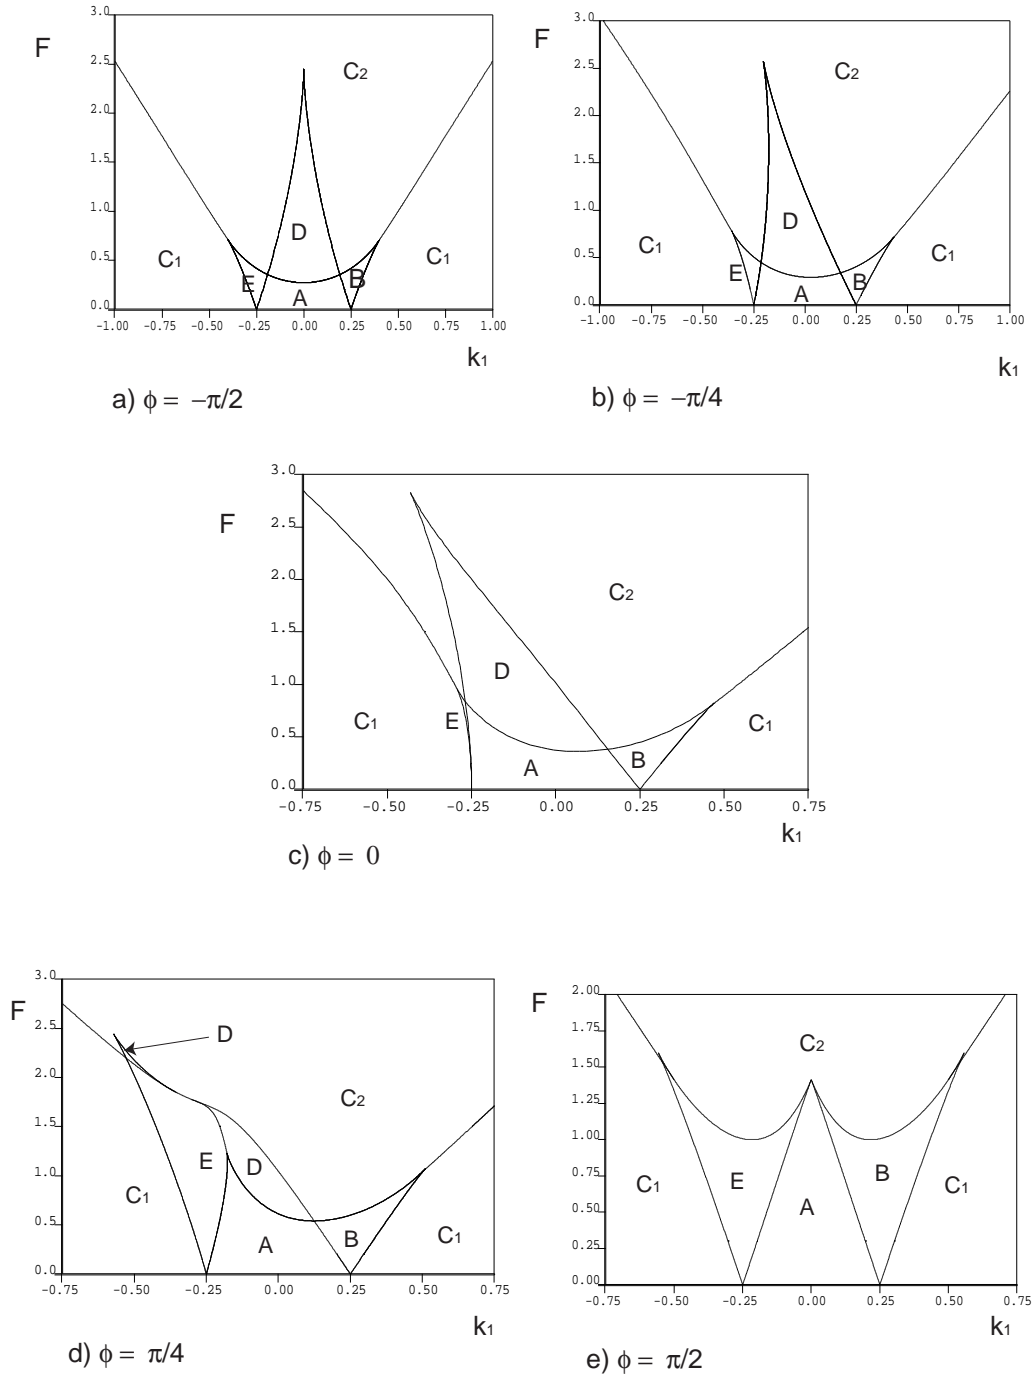 3.0
F
2.5
2.0
1.5
1.0
0.5
0.0
C2
D
C1
C1
E
B
A
-1.00 -0.75 -0.50 -0.25 0.00 0.25 0.50 0.75 1.00
k1
a) ϕ = −π/2
3.0
F
2.5
2.0
1.5
1.0
0.5
0.0
C2
D
C1
C1
E
B
A
-1.00 -0.75 -0.50 -0.25 0.00 0.25 0.50 0.75 1.00
k1
b) ϕ = −π/4
3.0
F
2.5
2.0
1.5
1.0
0.5
0.0
C2
D
C1
E
C1
A
B
-0.75 -0.50 -0.25 0.00 0.25 0.50 0.75
k1
c) ϕ = 0
3.0
F
2.5
2.0
1.5
1.0
0.5
0.0
D
C2
E
D
C1
A
B
C1
-0.75 -0.50 -0.25 0.00 0.25 0.50 0.75
k1
d) ϕ = π/4
2.00
F
1.75
1.50
1.25
1.00
0.75
0.50
0.25
0.00
C2
C1
E
B
C1
A
-0.75 -0.50 -0.25 0.00 0.25 0.50 0.75
k1
e) ϕ = π/2